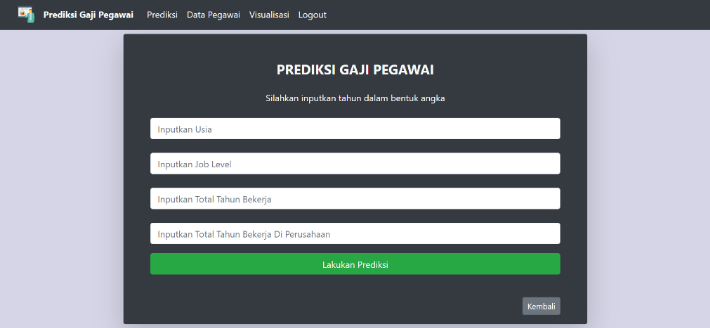 Prediksi Gaji Pegawai Prediksi Data Pegawai Visualisasi Logout
PREDIKSI GAJI PEGAWAI
Silahkan inputkan tahun dalam bentuk angka
Inputkan Usia
Inputkan Job Level
Inputkan Total Tahun Bekerja
Inputkan Total Tahun Bekerja Di Perusahaan
Lakukan Prediksi
Kembali